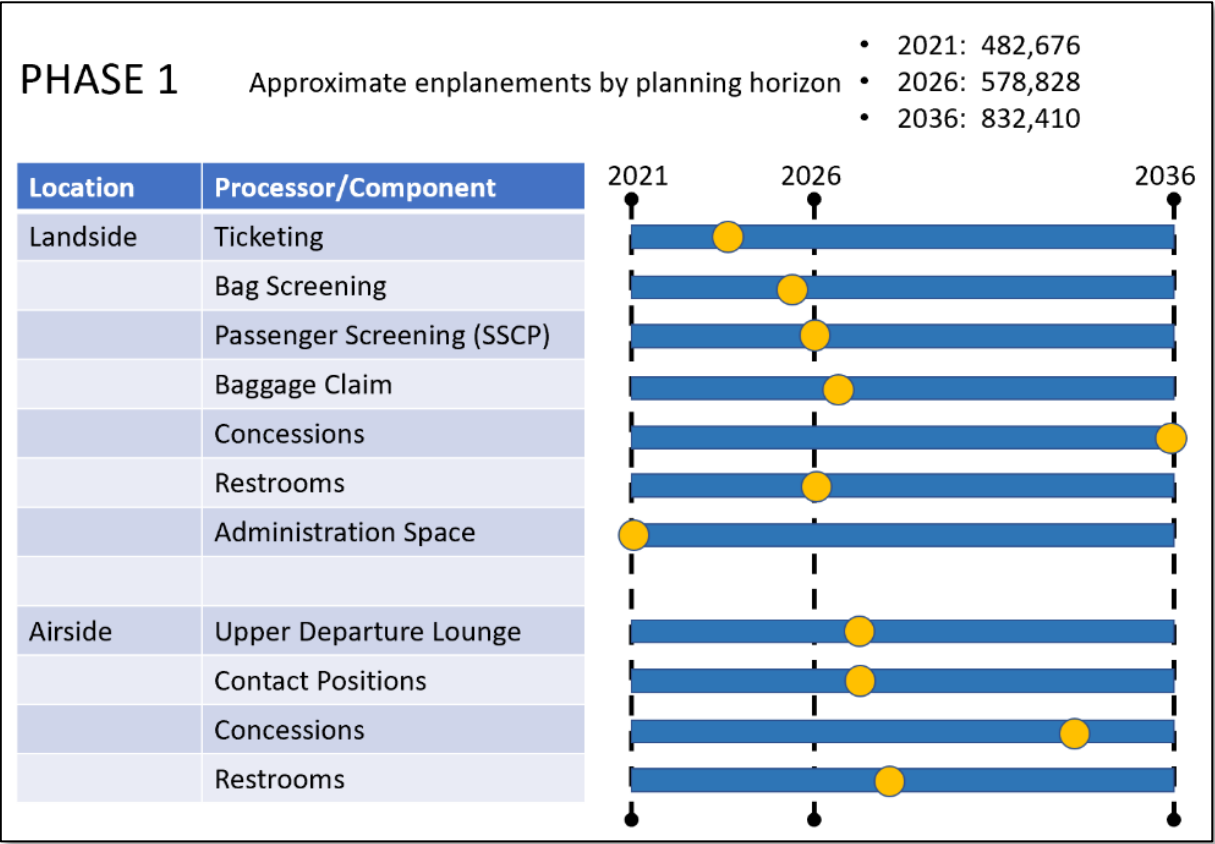 PHASE 1
Approximate enplanements by planning horizon
• 2021: 482,676
• 2026: 578,828
• 2036: 832,410
Location Processor/Component
2021 2026 2036
Landside Ticketing
Bag Screening
Passenger Screening (SSCP)
Baggage Claim
Concessions
Restrooms
Administration Space
Airside Upper Departure Lounge
Contact Positions
Concessions
Restrooms